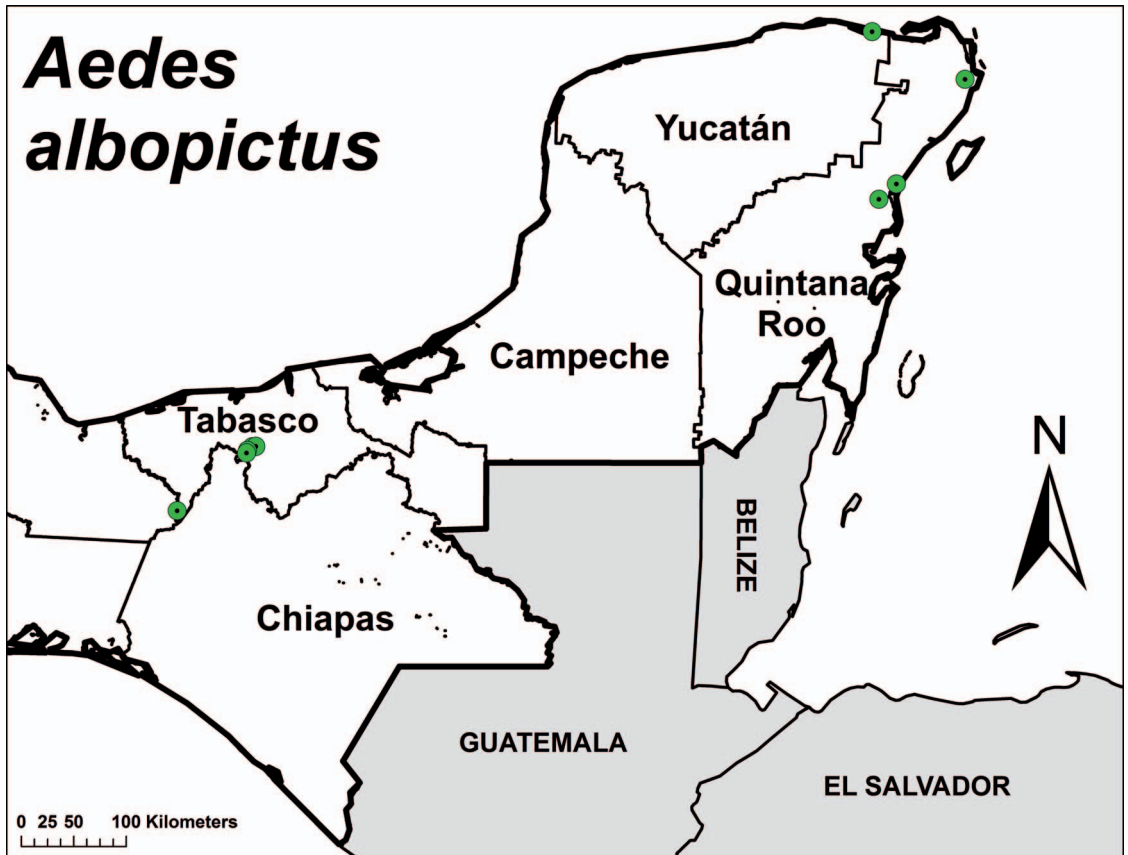 Aedes
albopictus
Yucatán
Quintana
Roo
Campeche
Tabasco
N
BELIZE
Chiapas
GUATEMALA
EL SALVADOR
0 25 50 100 Kilometers